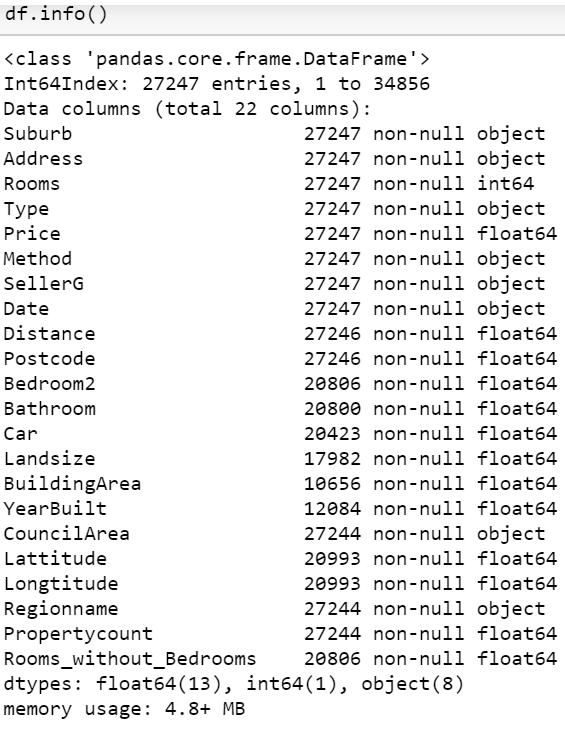 df.info()
<class 'pandas.core.frame.DataFrame'>
Int64Index: 27247 entries, 1 to 34856
Data columns (total 22 columns):
Suburb                   27247 non-null object
Address                  27247 non-null object
Rooms                    27247 non-null int64
Type                     27247 non-null object
Price                    27247 non-null float64
Method                   27247 non-null object
SellerG                  27247 non-null object
Date                     27247 non-null object
Distance                 27246 non-null float64
Postcode                 27246 non-null float64
Bedroom2                 20806 non-null float64
Bathroom                 20800 non-null float64
Car                      20423 non-null float64
Landsize                 17982 non-null float64
BuildingArea             10656 non-null float64
YearBuilt                12084 non-null float64
CouncilArea              27244 non-null object
Lattitude                20993 non-null float64
Longtitude               20993 non-null float64
Regionname               27244 non-null object
Propertycount            27244 non-null float64
Rooms_without_Bedrooms   20806 non-null float64
dtypes: float64(13), int64(1), object(8)
memory usage: 4.8+ MB